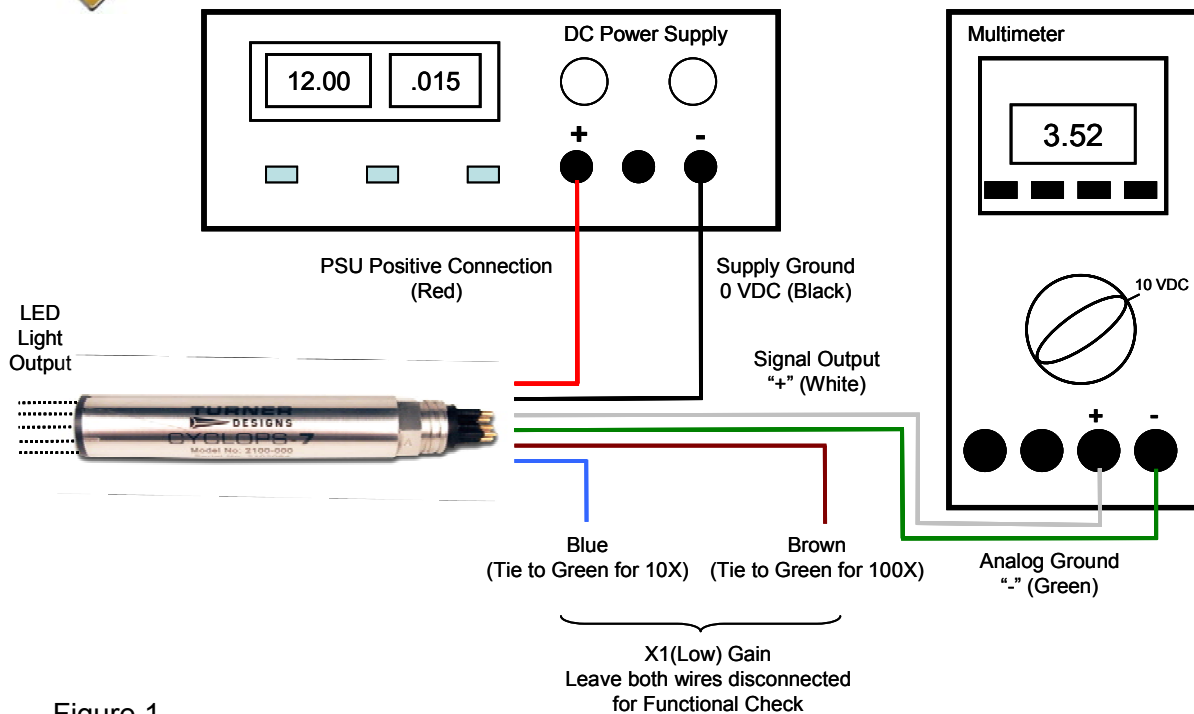 DC Power Supply
12.00
.015
+
-
Multimeter
3.52
10 VDC
+
-
PSU Positive Connection
(Red)
Supply Ground
0 VDC (Black)
LED
Light
Output
Signal Output
“+” (White)
TURNER
DESIGNS
CYCLOPS-7
Model No. 2100-000
Blue
(Tie to Green for 10X)
Brown
(Tie to Green for 100X)
Analog Ground
“-” (Green)
X1(Low) Gain
Leave both wires disconnected
for Functional Check
Figure 1